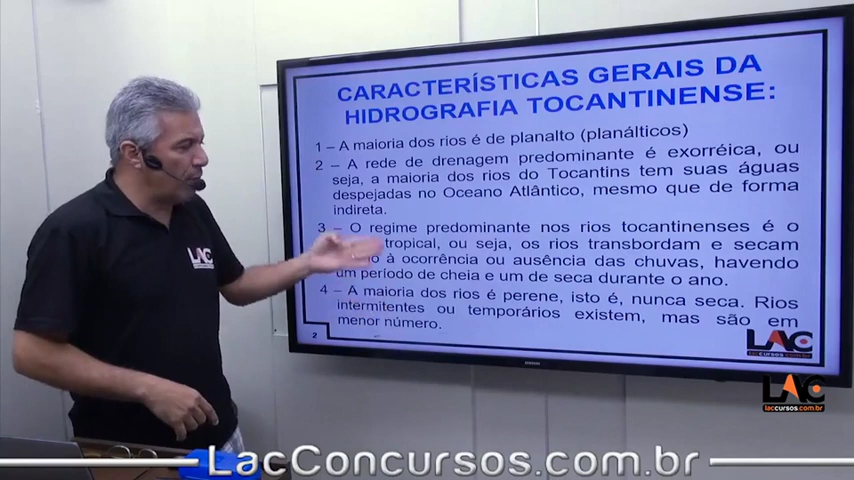 CARACTERÍSTICAS GERAIS DA
HIDROGRAFIA TOCANTINENSE:
1 – A maioria dos rios é de planalto (planálticos)
2 – A rede de drenagem predominante é exorréica, ou
seja, a maioria dos rios do Tocantins tem suas águas
despejadas no Oceano Atlântico, mesmo que de forma
indireta.
3 – O regime predominante nos rios tocantinenses é o
tropical, ou seja, os rios transbordam e secam
à ocorrência ou ausência das chuvas, havendo
um período de cheia e um de seca durante o ano.
4 – A maioria dos rios é perene, isto é, nunca seca. Rios
intermitentes ou temporários existem, mas são em
menor número.
2
LAC
laccursos.com.br
LAC
LAC
laccursos.com.br
LacConcursos.com.br